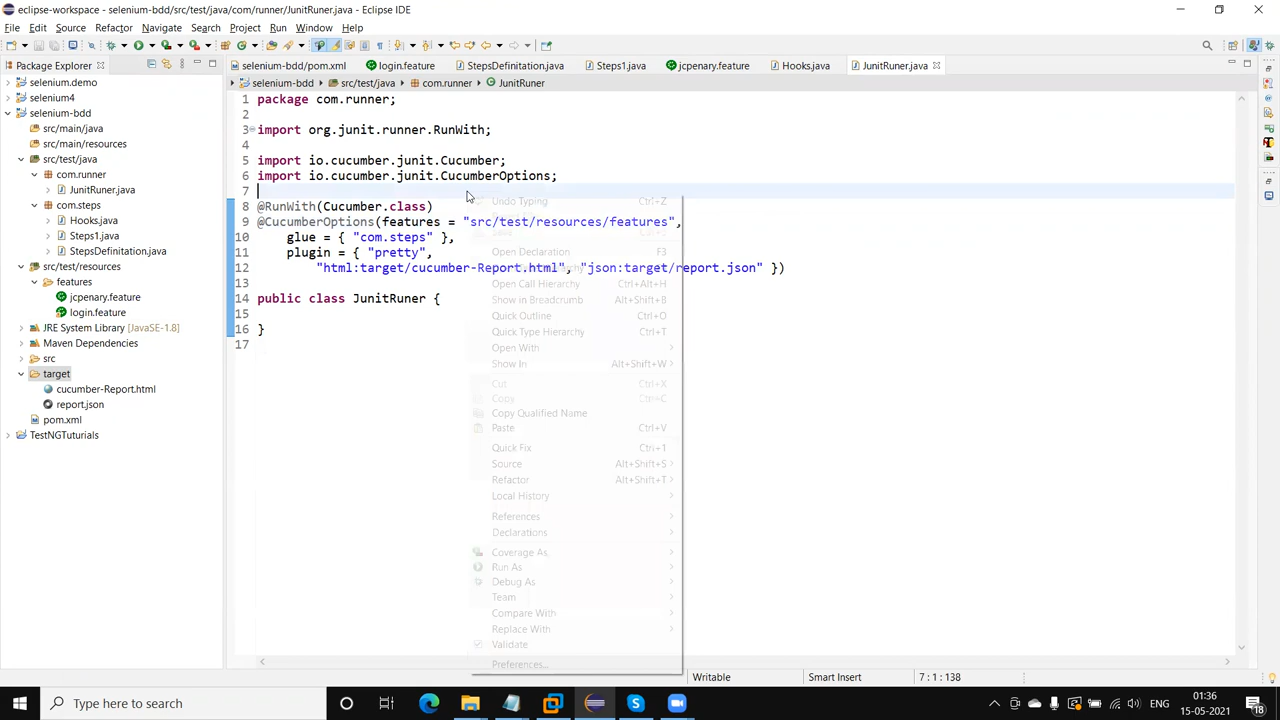 eclipse-workspace - selenium-bdd/src/test/java/com/runner/JunitRuner.java - Eclipse IDE
File Edit Source Refactor Navigate Search Project Run Window Help
Package Explorer
selenium.demo
selenium4
selenium-bdd
src/main/java
src/main/resources
src/test/java
com.runner
JunitRuner.java
com.steps
Hooks.java
Steps1.java
StepsDefinition.java
src/test/resources
features
jcpenary.feature
login.feature
JRE System Library [JavaSE-1.8]
Maven Dependencies
src
target
cucumber-Report.html
report.json
pom.xml
TestNGTuturials
selenium-bdd/pom.xml login.feature StepsDefinition.java Steps1.java jcpenary.feature Hooks.java JunitRuner.java
selenium-bdd src/test/java com.runner JunitRuner
1 package com.runner;
2
3 import org.junit.runner.RunWith;
4
5 import io.cucumber.junit.Cucumber;
6 import io.cucumber.junit.CucumberOptions;
7
8 @RunWith(Cucumber.class)
9 @CucumberOptions(features = "src/test/resources/features",
10 glue = { "com.steps" },
11 plugin = { "pretty",
12 "html:target/cucumber-Report.html", "json:target/report.json" })
13
14 public class JunitRuner {
15
16 }
17
Undo Typing Ctrl+Z
Save
Open Declaration F3
Open Call Hierarchy Ctrl+Alt+H
Show in Breadcrumb Alt+Shift+B
Quick Outline Ctrl+O
Quick Type Hierarchy Ctrl+T
Open With
Show In Alt+Shift+W
Cut Ctrl+X
Copy Ctrl+C
Copy Qualified Name
Paste Ctrl+V
Quick Fix Ctrl+1
Source Alt+Shift+S
Refactor Alt+Shift+T
Local History
References
Declarations
Coverage As
Run As
Debug As
Team
Compare With
Replace With
Validate
Preferences...
Writable Smart Insert 7 : 1 : 138
Type here to search
01:36
15-05-2021
18